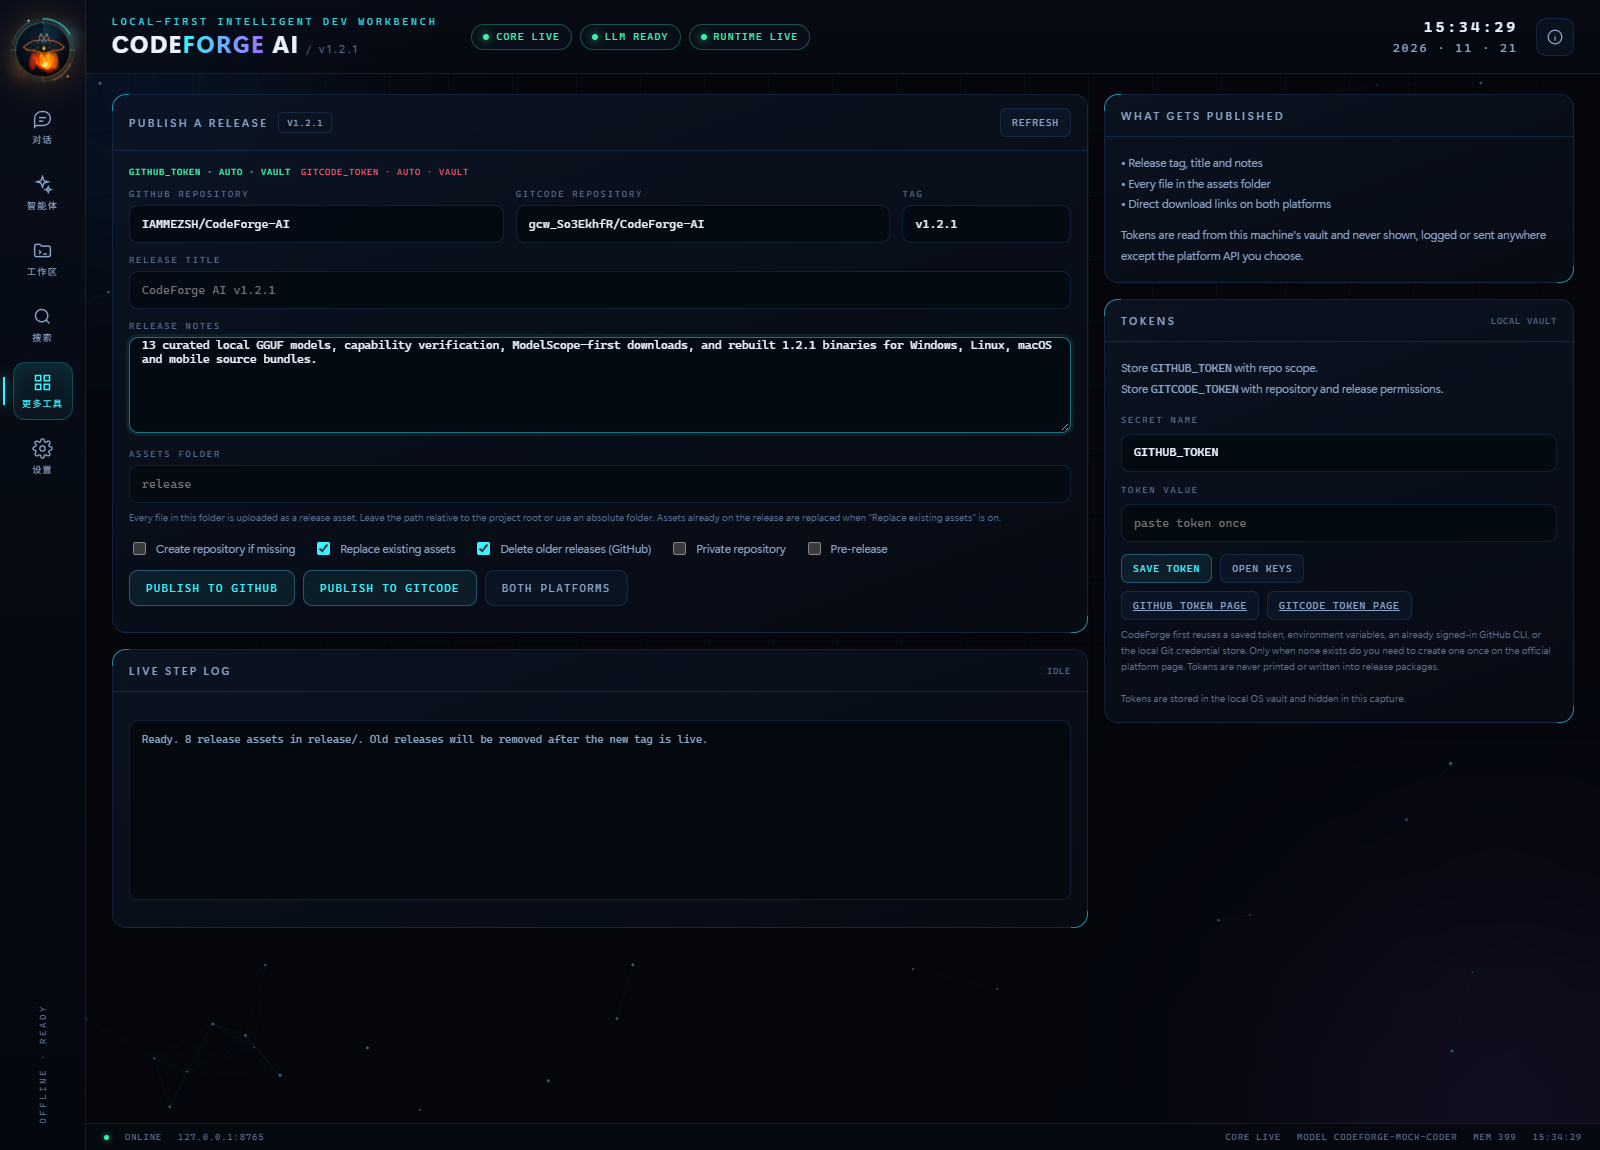 LOCAL-FIRST INTELLIGENT DEV WORKBENCH
CODEFORGE AI / v1.2.1
CORE LIVE
LLM READY
RUNTIME LIVE
15:34:29
2026 · 11 · 21
对话
智能体
工作区
搜索
更多工具
设置
OFFLINE · READY
PUBLISH A RELEASE
V1.2.1
REFRESH
GITHUB_TOKEN · AUTO · VAULT GITCODE_TOKEN · AUTO · VAULT
GITHUB REPOSITORY
GITCODE REPOSITORY
TAG
IAMMEZSH/CodeForge-AI
gcw_So3EkhfR/CodeForge-AI
v1.2.1
RELEASE TITLE
CodeForge AI v1.2.1
RELEASE NOTES
13 curated local GGUF models, capability verification, ModelScope-first downloads, and rebuilt 1.2.1 binaries for Windows, Linux, macOS
and mobile source bundles.
ASSETS FOLDER
release
Every file in this folder is uploaded as a release asset. Leave the path relative to the project root or use an absolute folder. Assets already on the release are replaced when "Replace existing assets" is on.
Create repository if missing
Replace existing assets
Delete older releases (GitHub)
Private repository
Pre-release
PUBLISH TO GITHUB
PUBLISH TO GITCODE
BOTH PLATFORMS
LIVE STEP LOG
IDLE
Ready. 8 release assets in release/. Old releases will be removed after the new tag is live.
WHAT GETS PUBLISHED
• Release tag, title and notes
• Every file in the assets folder
• Direct download links on both platforms
Tokens are read from this machine's vault and never shown, logged or sent anywhere
except the platform API you choose.
TOKENS
LOCAL VAULT
Store GITHUB_TOKEN with repo scope.
Store GITCODE_TOKEN with repository and release permissions.
SECRET NAME
GITHUB_TOKEN
TOKEN VALUE
paste token once
SAVE TOKEN
OPEN KEYS
GITHUB TOKEN PAGE
GITCODE TOKEN PAGE
CodeForge first reuses a saved token, environment variables, an already signed-in GitHub CLI, or
the local Git credential store. Only when none exists do you need to create one once on the official
platform page. Tokens are never printed or written into release packages.
Tokens are stored in the local OS vault and hidden in this capture.
ONLINE
127.0.0.1:8765
CORE LIVE
MODEL CODEFORGE-MOCK-CODER
MEM 399
15:34:29